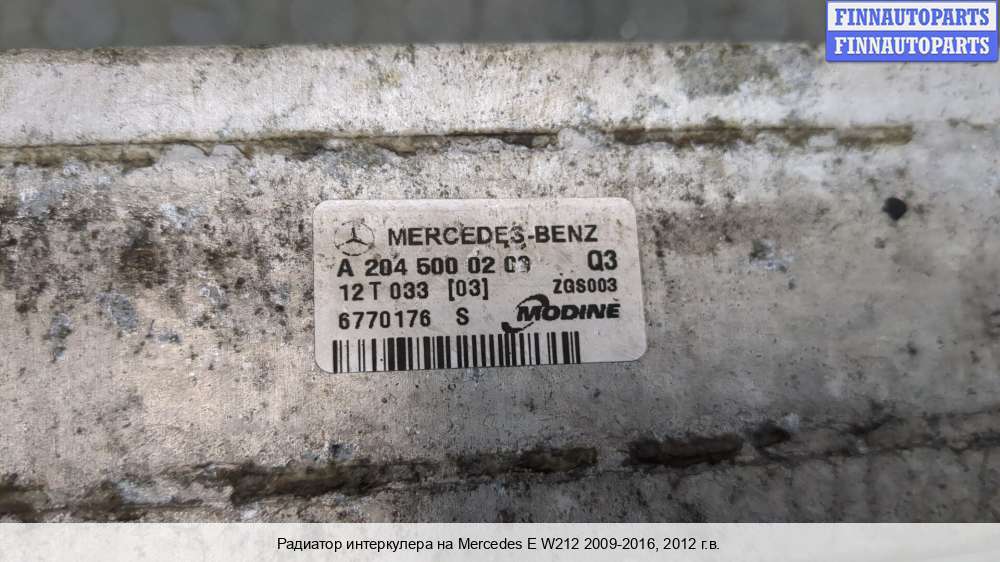 FINNAUTOPARTS
FINNAUTOPARTS
MERCEDES-BENZ
A 204 500 02 Q3
12 T 033 [03] ZGS003
6770176 S MODINE
Радиатор интеркулера на Mercedes E W212 2009-2016, 2012 г.в.